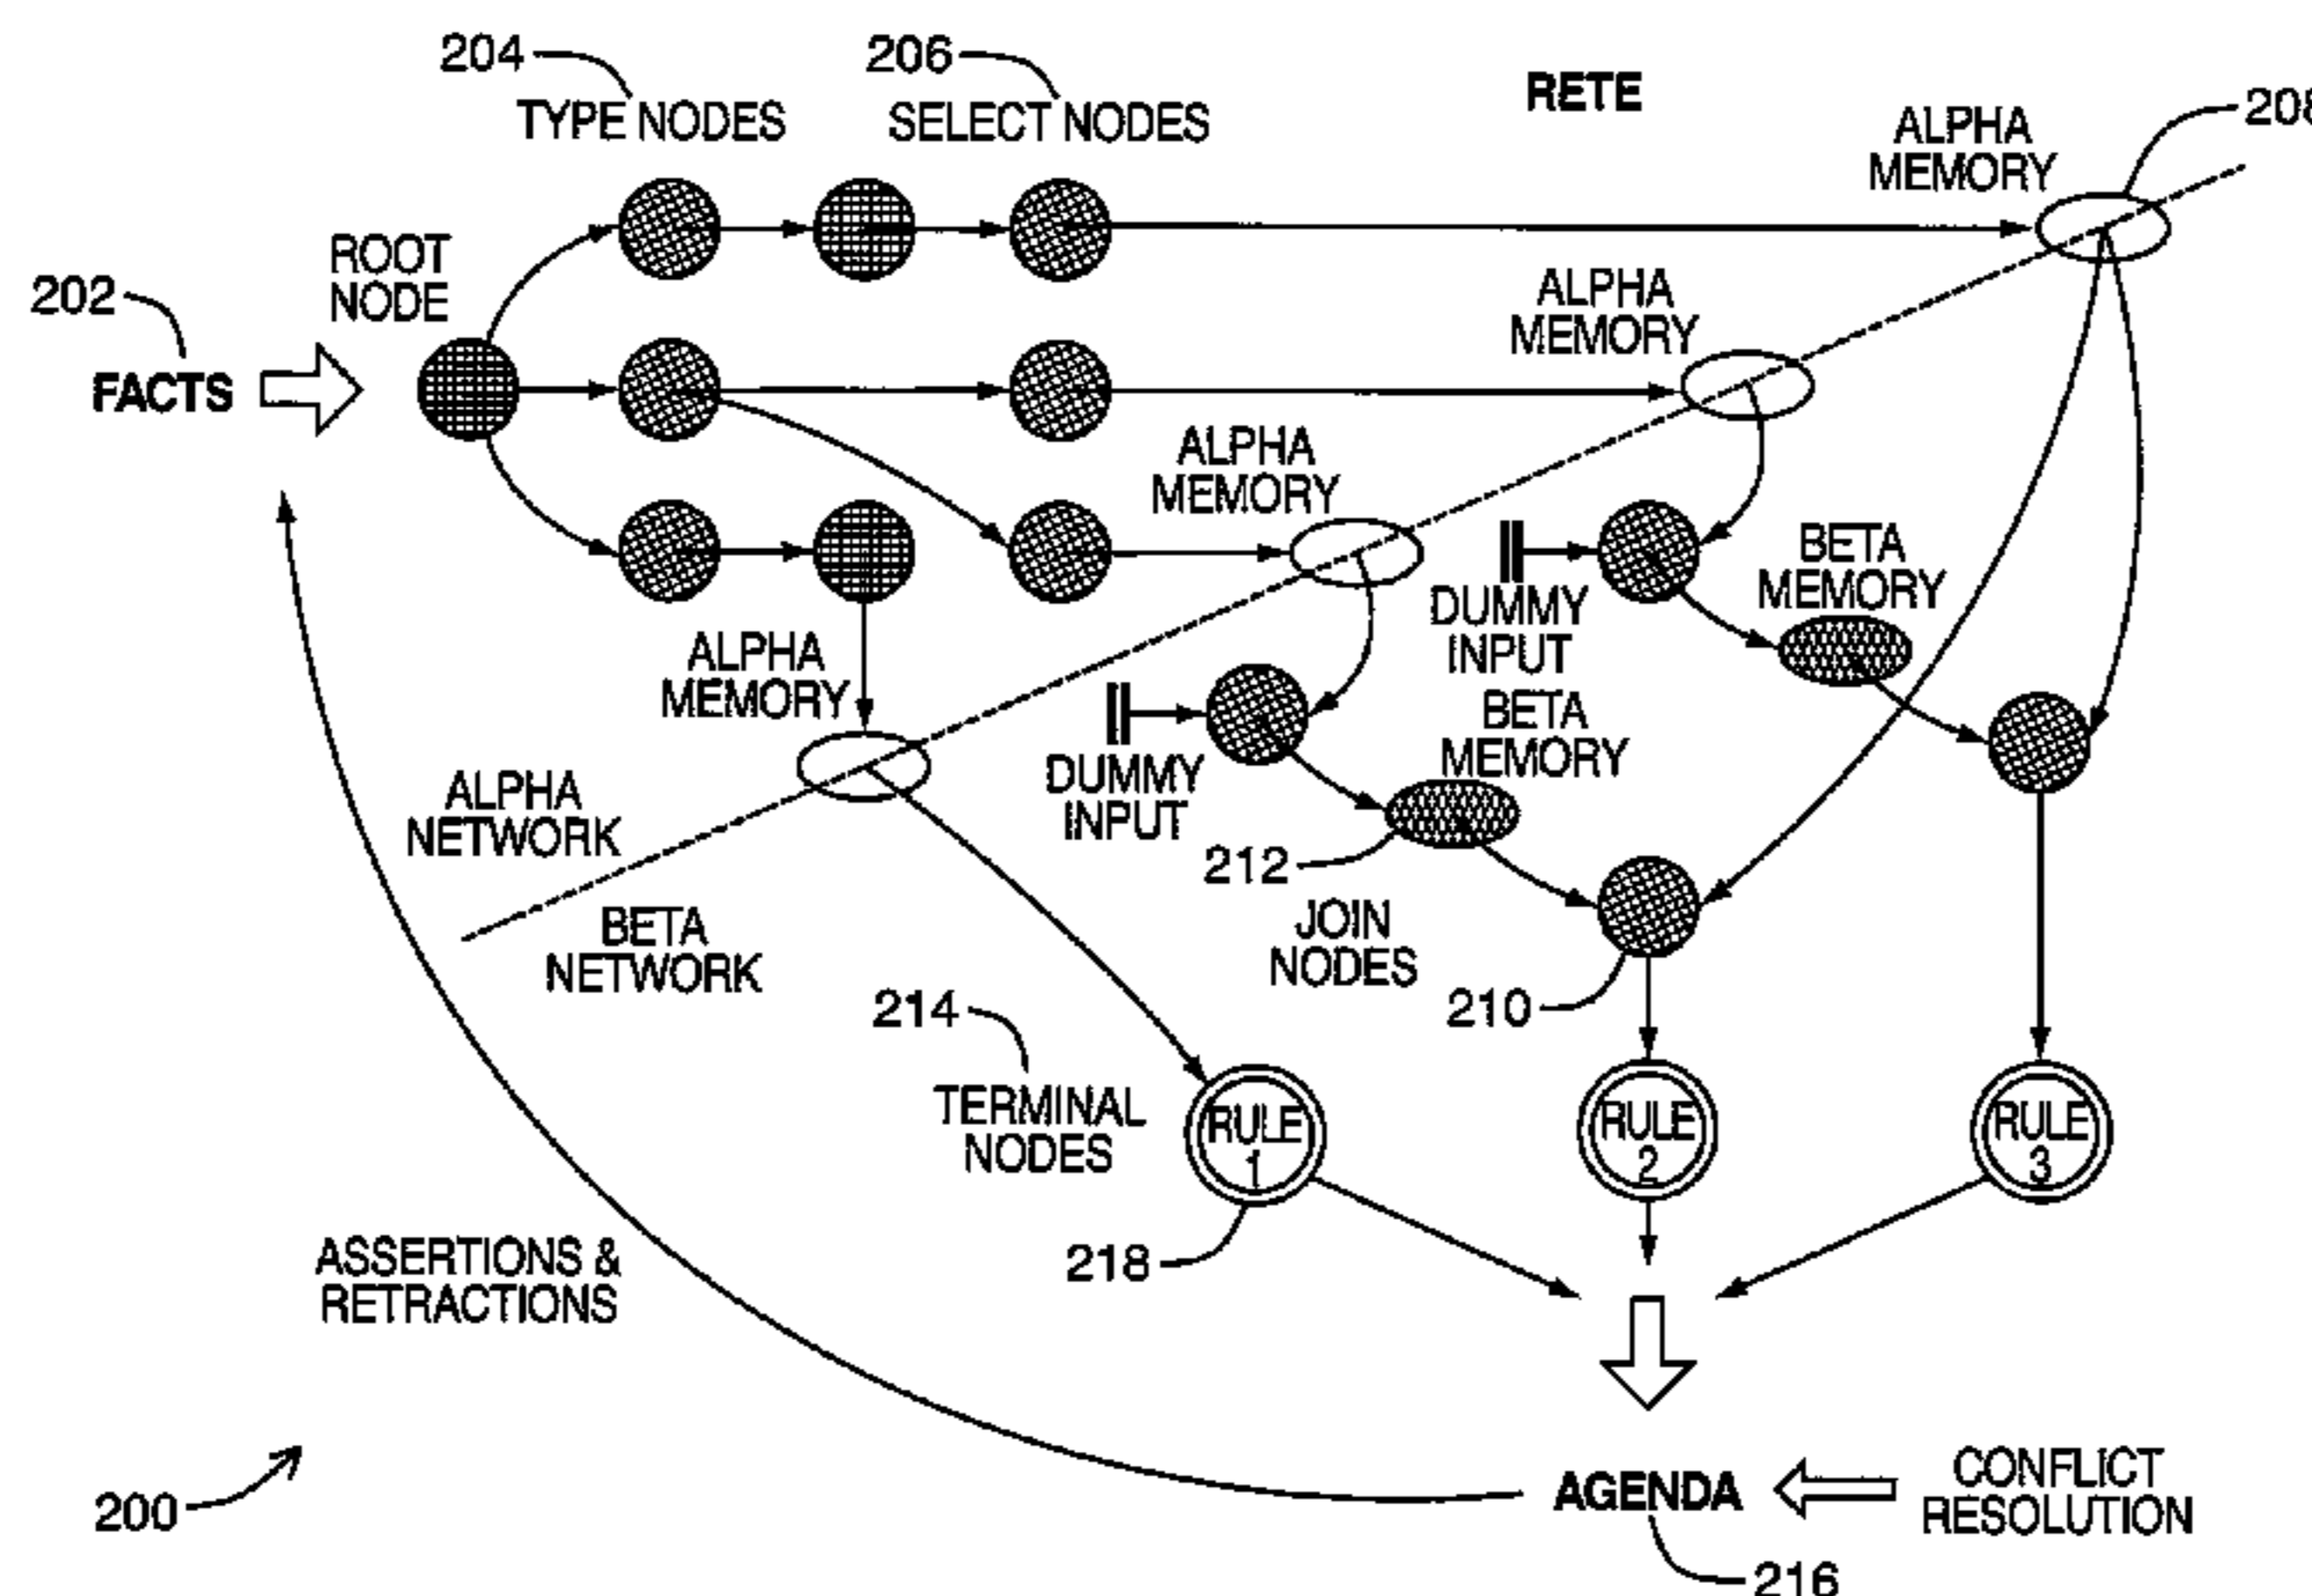 204
206
TYPE NODES
SELECT NODES
RETE
ALPHA
MEMORY
208
202
ROOT
NODE
FACTS
ALPHA
MEMORY
ALPHA
MEMORY
DUMMY
INPUT
BETA
MEMORY
ALPHA
MEMORY
DUMMY
INPUT
BETA
MEMORY
ALPHA
NETWORK
212
BETA
NETWORK
JOIN
NODES
210
214
TERMINAL
NODES
RULE
1
RULE
2
RULE
3
218
ASSERTIONS &
RETRACTIONS
200
AGENDA
CONFLICT
RESOLUTION
216